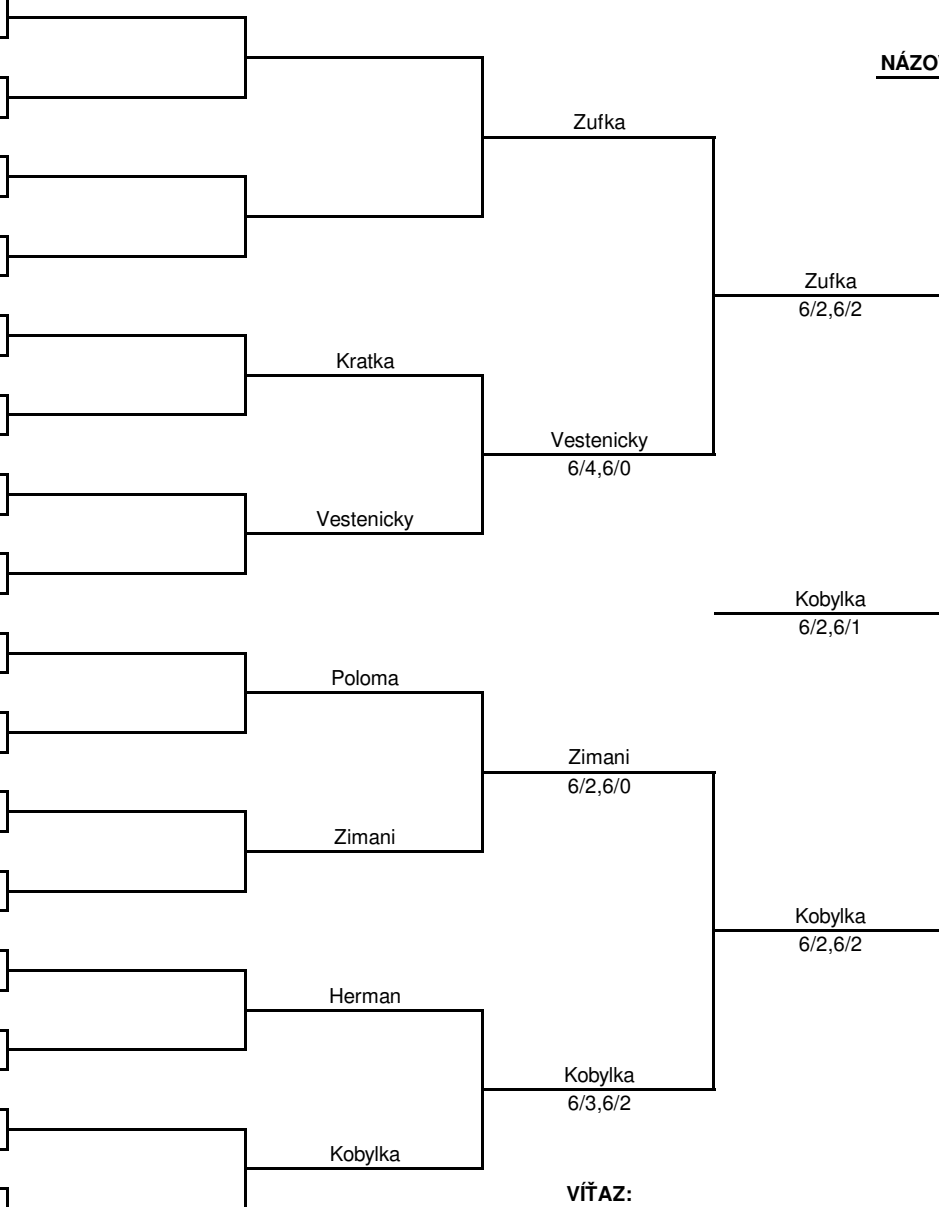 NÁZO
Zufka
Zufka
6/2,6/2
Kratka
Vestenicky
6/4,6/0
Vestenicky
Kobylka
6/2,6/1
Poloma
Zimani
6/2,6/0
Zimani
Kobylka
6/2,6/2
Herman
Kobylka
6/3,6/2
Kobylka
VÍŤAZ: